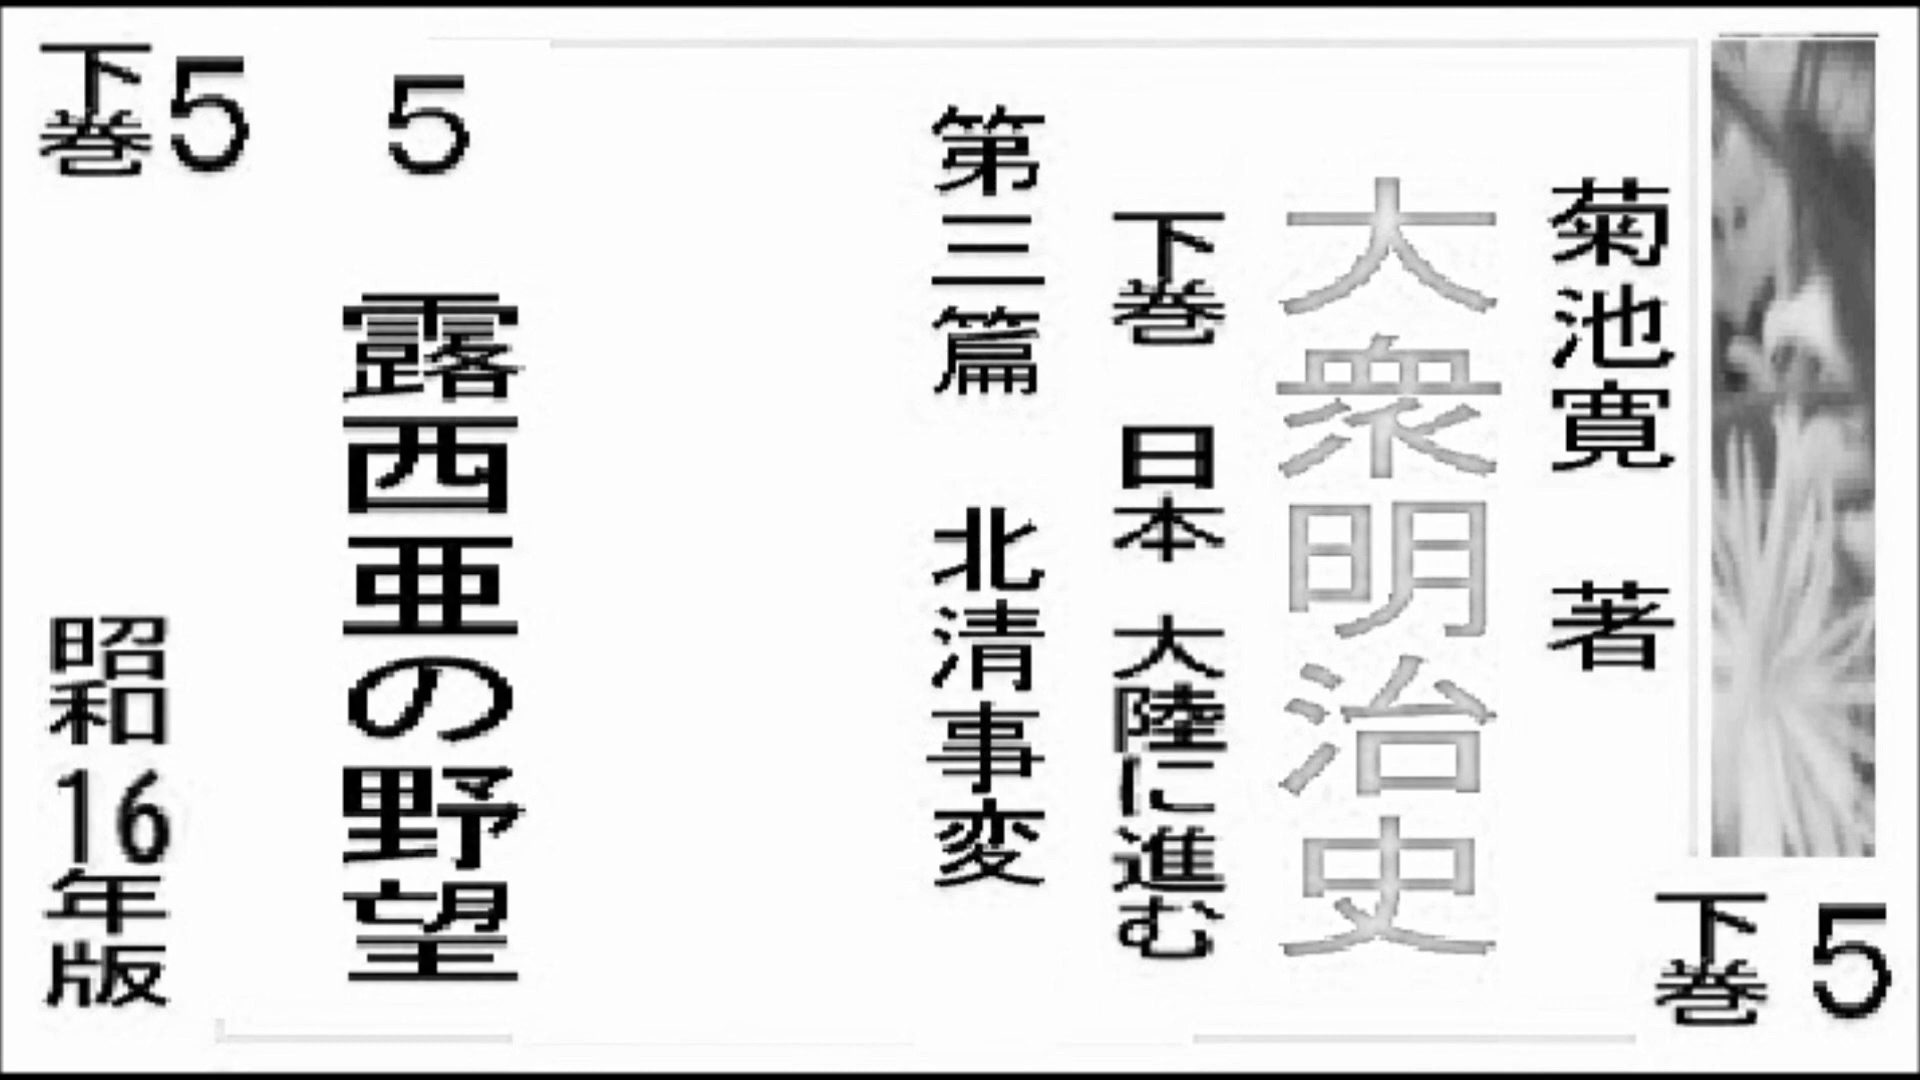 菊池寛 著
大衆明治史
下巻 日本 大陸に進む
第三篇 北清事変
5 露西亜の野望
下巻 5
昭和16年版
下巻 5